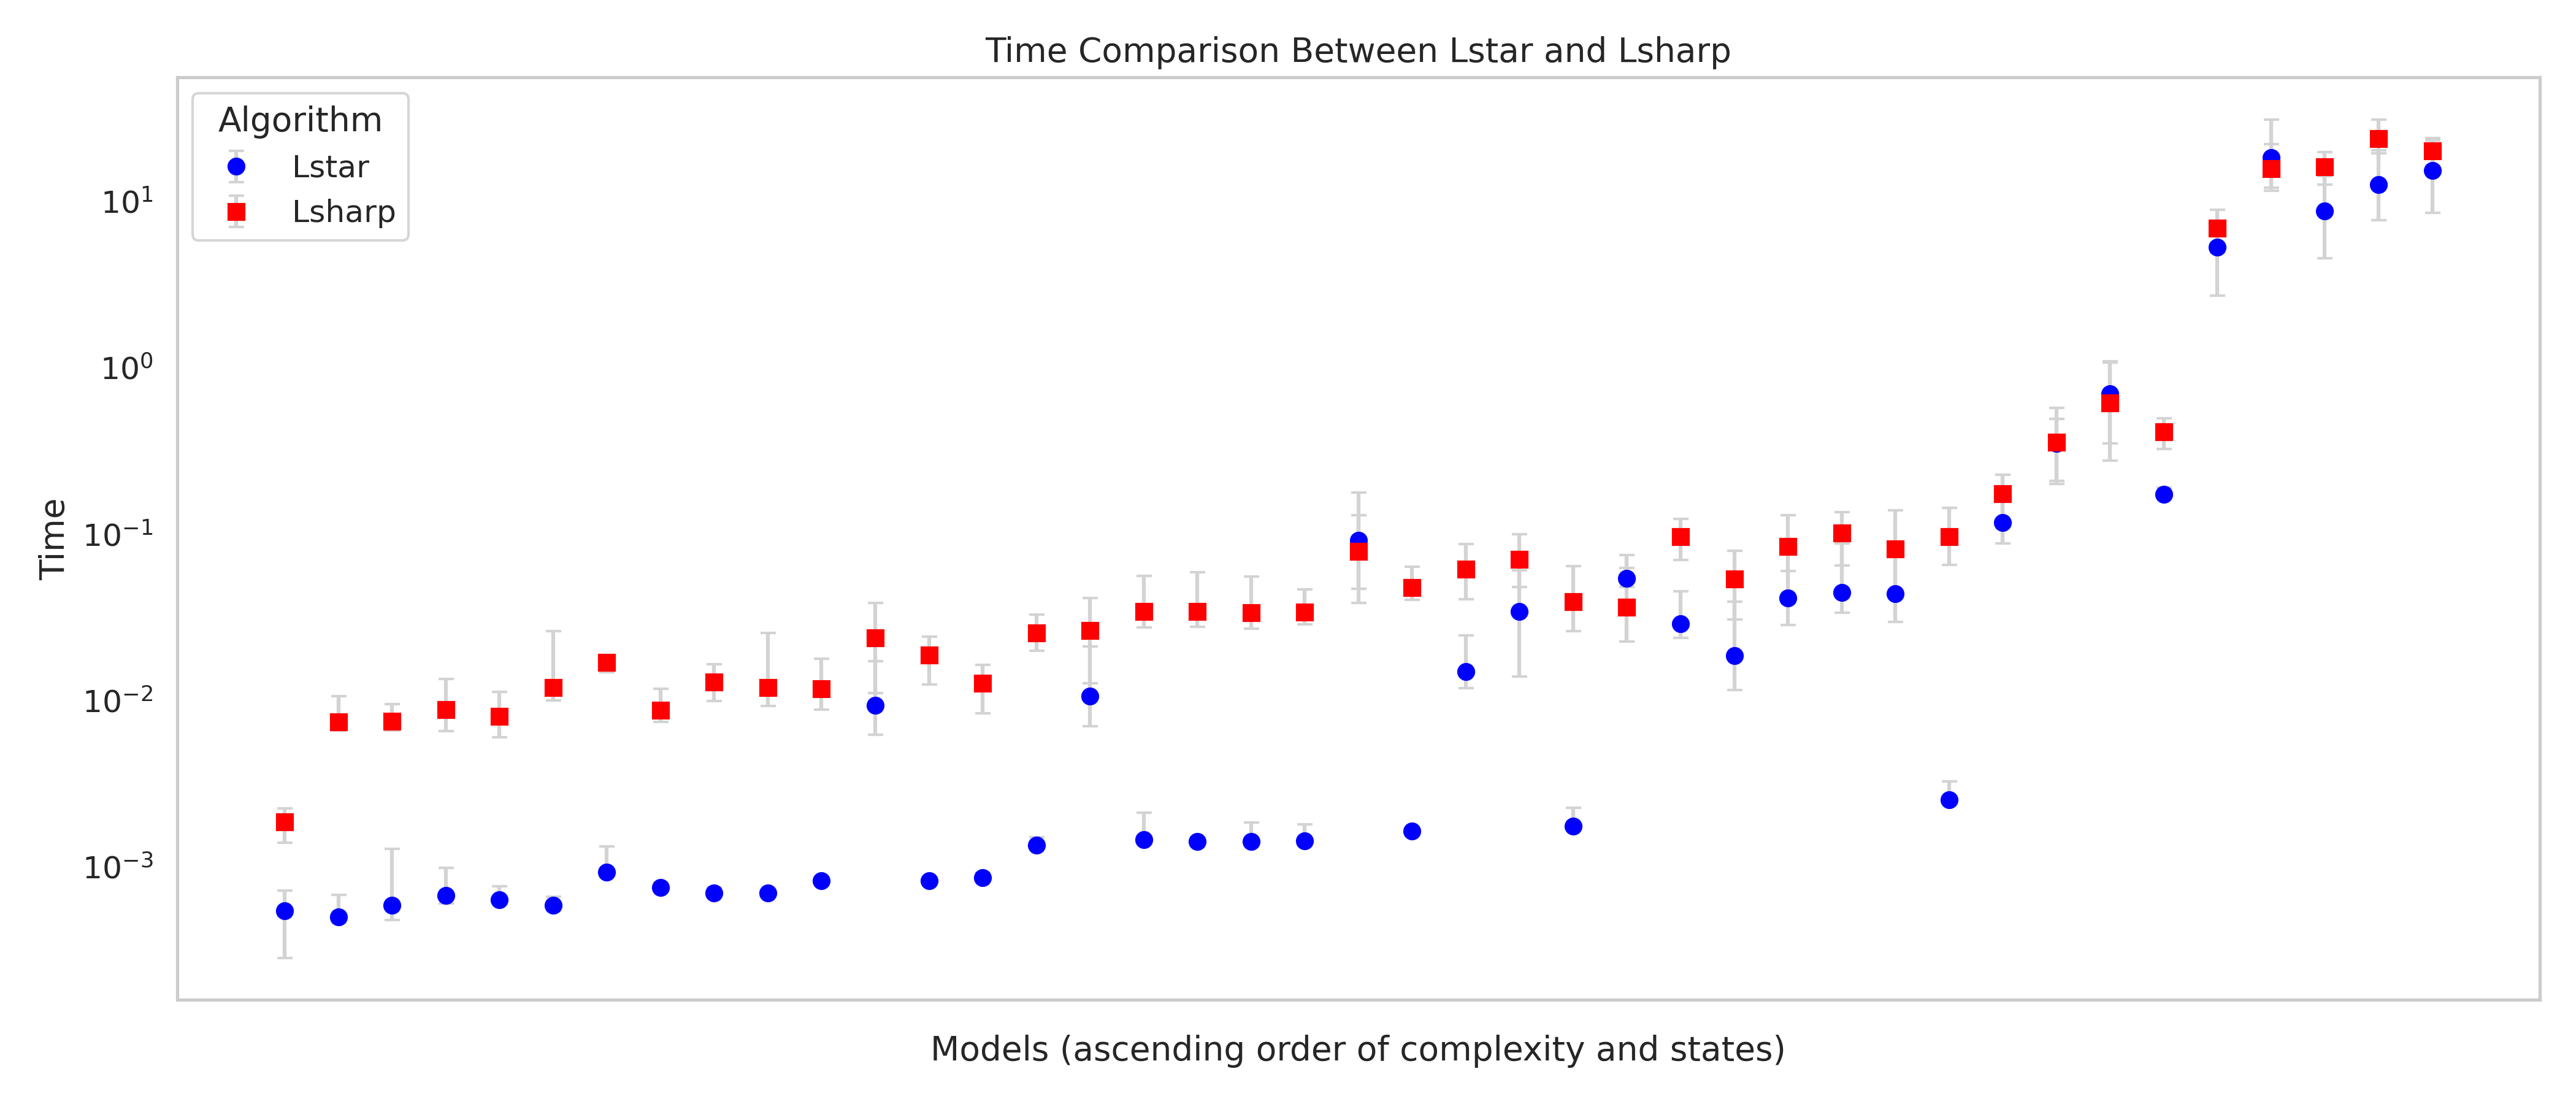 Time Comparison Between Lstar and Lsharp
Algorithm
Lstar
Lsharp
10¹
10⁰
10⁻¹
10⁻²
10⁻³
Time
Models (ascending order of complexity and states)